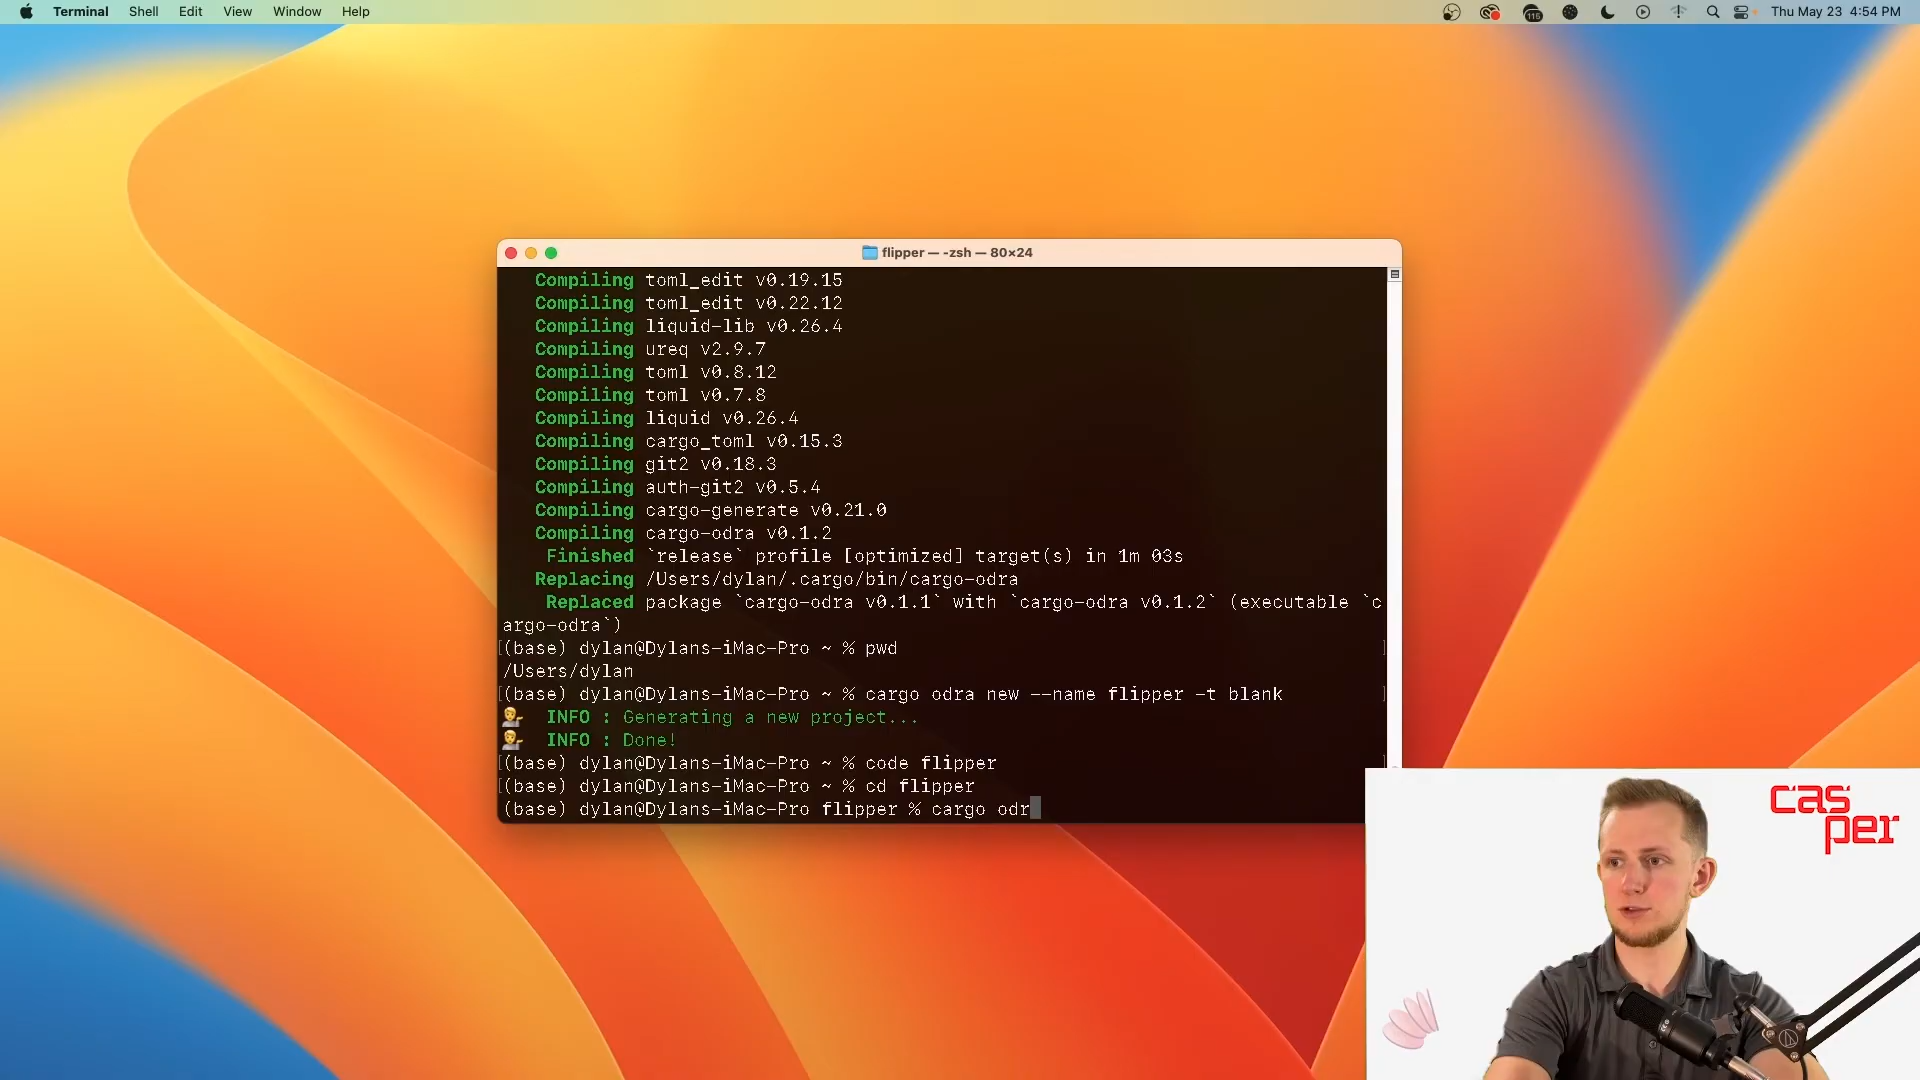 Terminal Shell Edit View Window Help
115
Thu May 23 4:54 PM
flipper — -zsh — 80×24
Compiling toml_edit v0.19.15
Compiling toml_edit v0.22.12
Compiling liquid-lib v0.26.4
Compiling ureq v2.9.7
Compiling toml v0.8.12
Compiling toml v0.7.8
Compiling liquid v0.26.4
Compiling cargo_toml v0.15.3
Compiling git2 v0.18.3
Compiling auth-git2 v0.5.4
Compiling cargo-generate v0.21.0
Compiling cargo-odra v0.1.2
Finished `release` profile [optimized] target(s) in 1m 03s
Replacing /Users/dylan/.cargo/bin/cargo-odra
Replaced package `cargo-odra v0.1.1` with `cargo-odra v0.1.2` (executable `c
argo-odra`)
[(base) dylan@Dylans-iMac-Pro ~ % pwd ]
/Users/dylan
[(base) dylan@Dylans-iMac-Pro ~ % cargo odra new --name flipper -t blank ]
INFO : Generating a new project...
INFO : Done!
[(base) dylan@Dylans-iMac-Pro ~ % code flipper ]
[(base) dylan@Dylans-iMac-Pro ~ % cd flipper
(base) dylan@Dylans-iMac-Pro flipper % cargo odr
cas
per